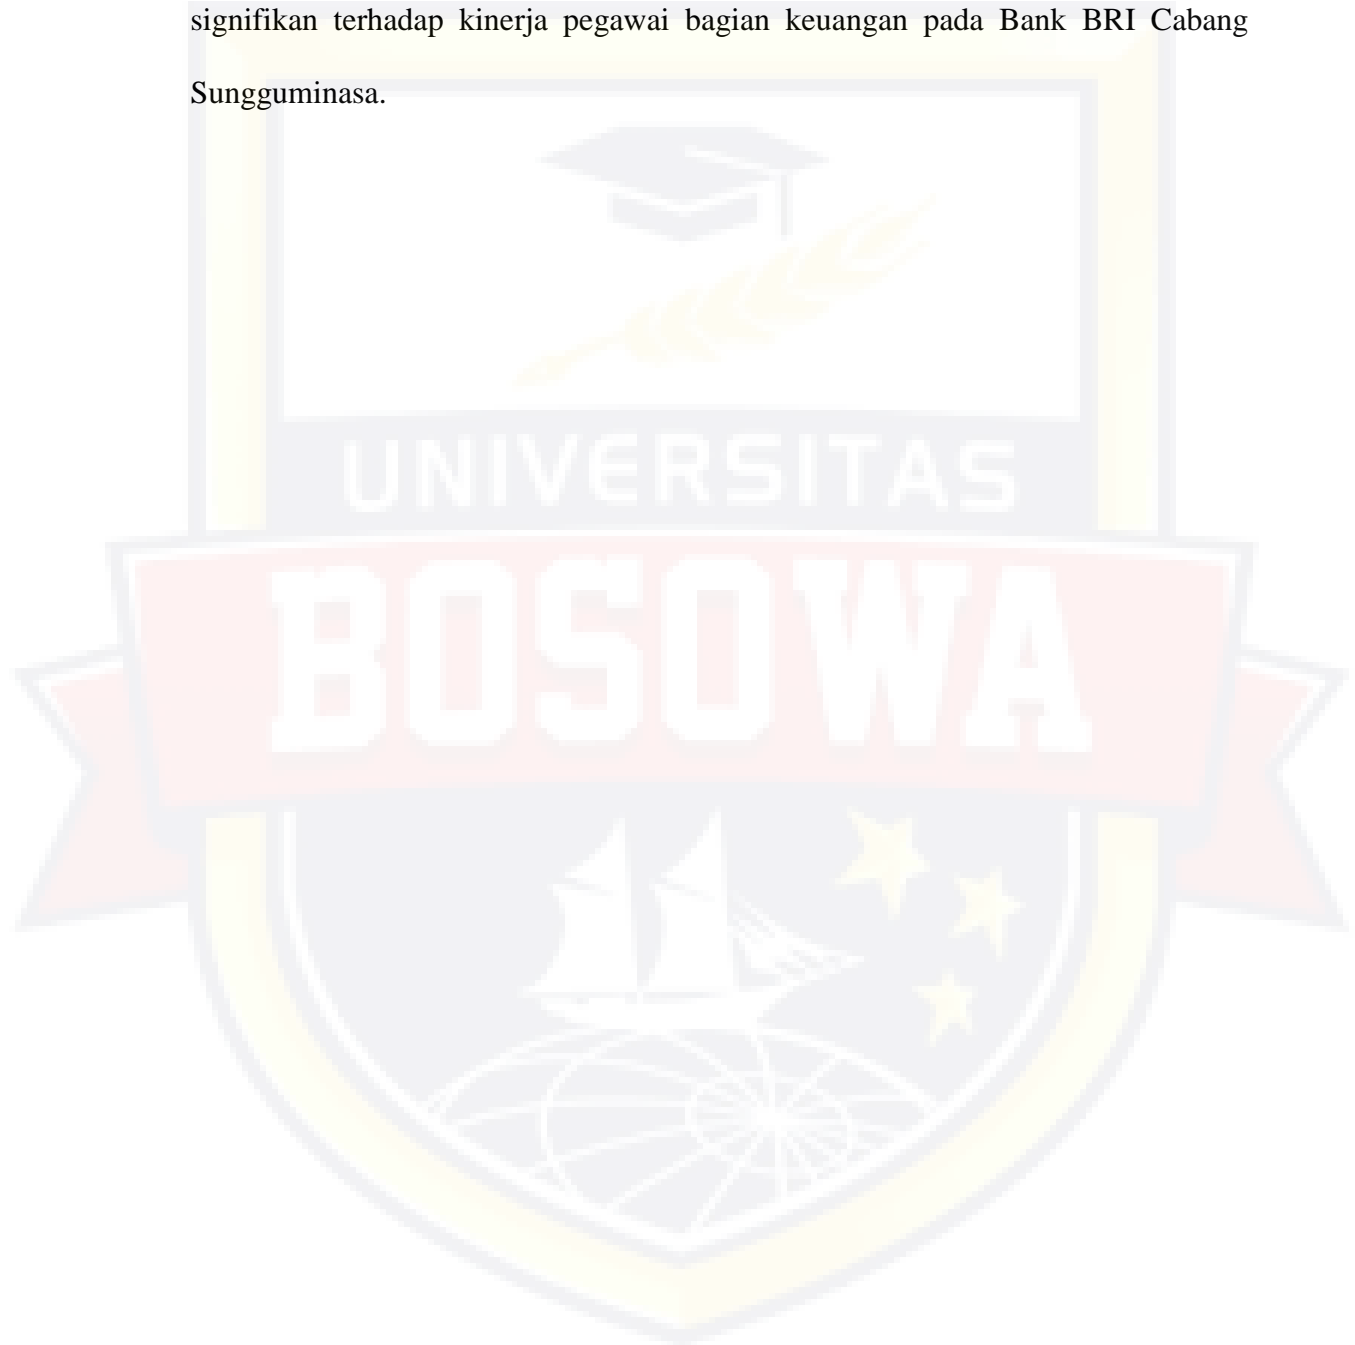 signifikan terhadap kinerja pegawai bagian keuangan pada Bank BRI Cabang
Sungguminasa.
UNIVERSITAS
BOSOWA